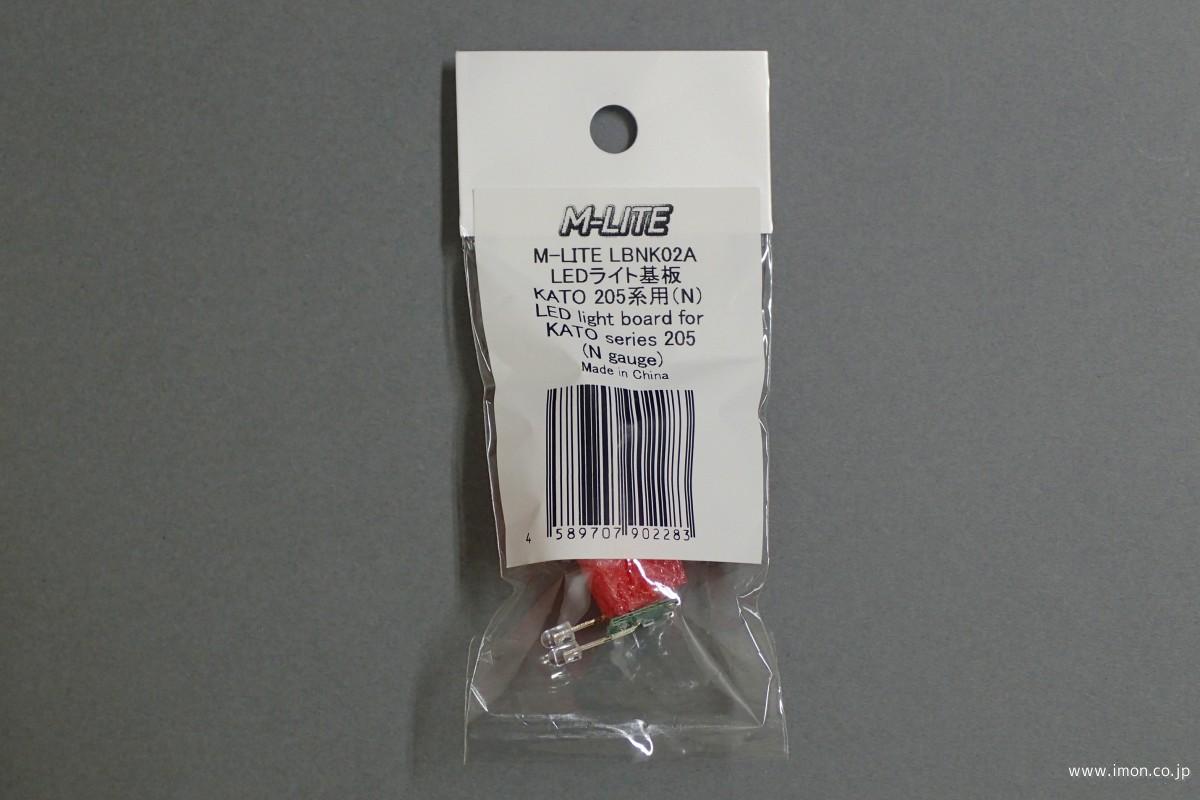 M-LITE
M-LITE LBNK02A
LEDライト基板
KATO 205系用(N)
LED light board for
KATO series 205
(N gauge)
Made in China
4 589707 902283
www.imon.co.jp